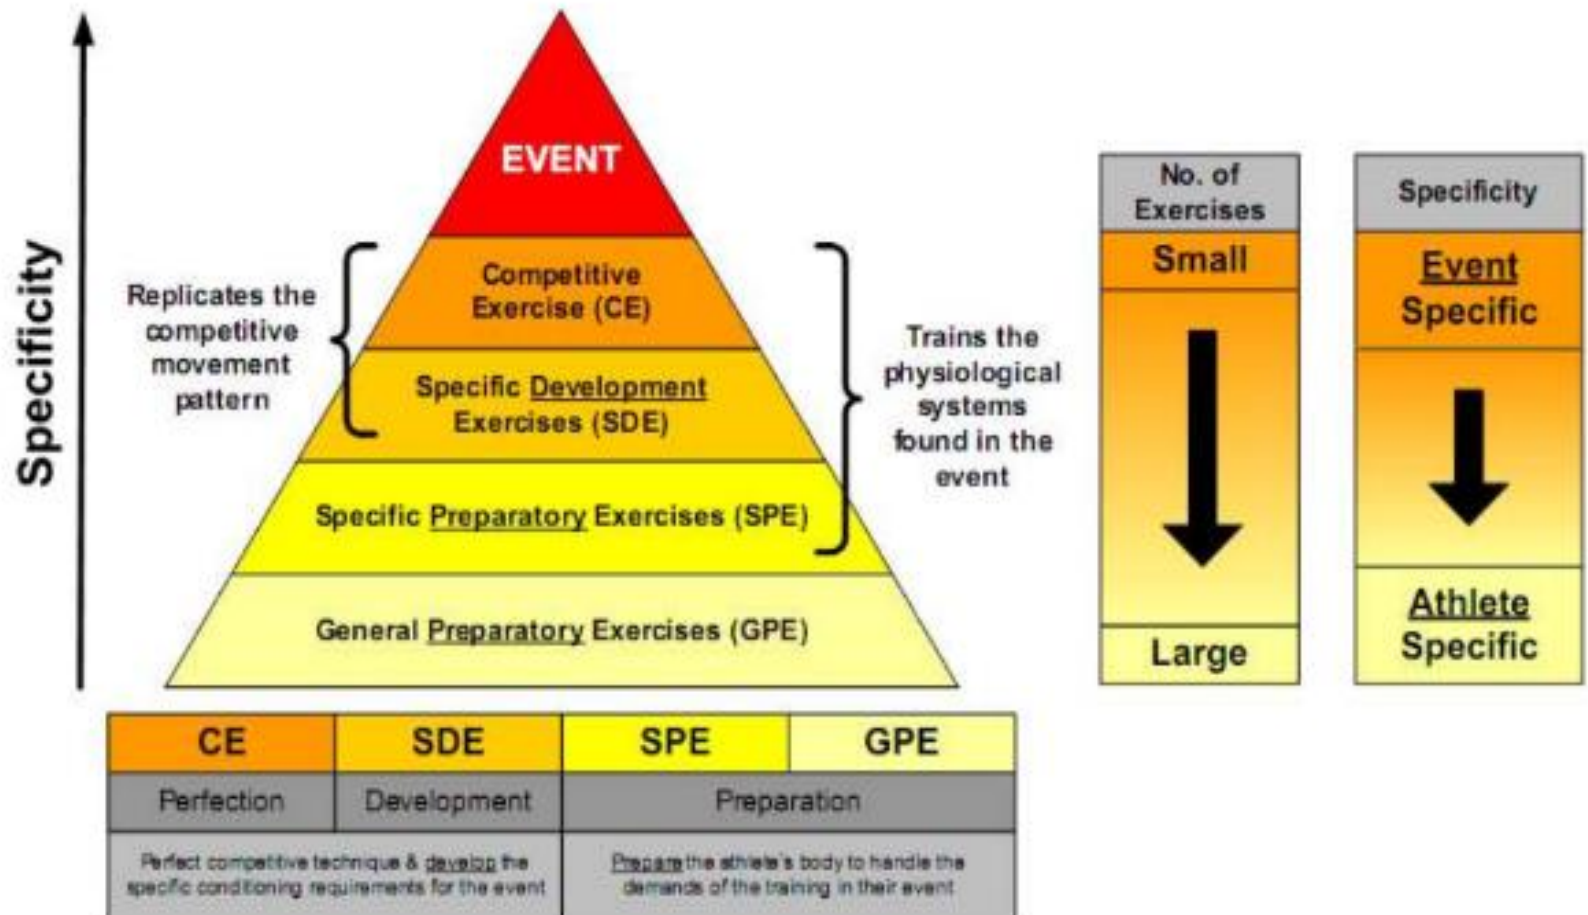 Specificity
EVENT
Competitive
Exercise (CE)
Specific Development
Exercises (SDE)
Specific Preparatory Exercises (SPE)
General Preparatory Exercises (GPE)
Replicates the
competitive
movement
pattern
Trains the
physiological
systems
found in the
event
No. of
Exercises
Small
Large
Specificity
Event
Specific
Athlete
Specific
CE
SDE
SPE
GPE
Perfection
Development
Preparation
Perfect competitive technique & develop the
specific conditioning requirements for the event
Prepare the athlete's body to handle the
demands of the training in their event